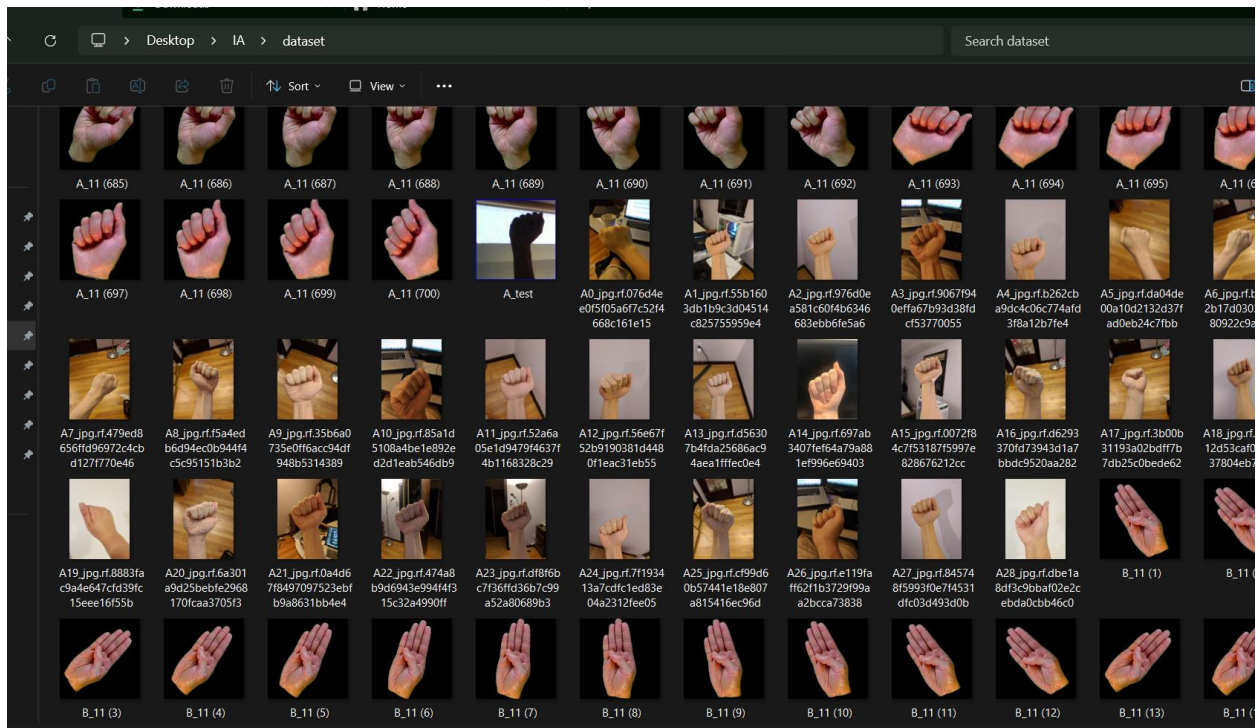 Desktop > IA > dataset
Search dataset
Sort
View
A_11 (685) A_11 (686) A_11 (687) A_11 (688) A_11 (689) A_11 (690) A_11 (691) A_11 (692) A_11 (693) A_11 (694) A_11 (695)
A_11 (697) A_11 (698) A_11 (699) A_11 (700) A_test A0_jpg.rf.076d4e A1_jpg.rf.55b160 A2_jpg.rf.976d0e A3_jpg.rf.9067f94 A4_jpg.rf.b262cb A5_jpg.rf.da04de
e0f5f05a6f7c52f4 3db1b9c3d04514 a581c60f4b6346 0effa67b93d38fd a9dc4c06c774afd 00a10d2132d37f
668c161e15 c825755959e4 683ebb6fe5a6 cf53770055 3f8a12b7fe4 ad0eb24c7fbb
A7_jpg.rf.479ed8 A8_jpg.rf.f5a4ed A9_jpg.rf.35b6a0 A10_jpg.rf.85a1d A11_jpg.rf.52a6a A12_jpg.rf.56e67f A13_jpg.rf.d5630 A14_jpg.rf.697ab A15_jpg.rf.0072f8 A16_jpg.rf.d6293 A17_jpg.rf.3b00b
656ffd96972c4cb b6d94ec0b944f4 735e0ff6acc94df 5108a4be1e892e 05e1d9479f4637f 52b9190381d448 7b4fda25686ac9 3407fef64a79a88 4c7f53187f5997e 370fd73943d1a7 31193a02bdff7b
d127f770e46 c5c95151b3b2 948b5314389 d2d1eab546db9 4b1168328c29 0f1eac31eb55 4aea1fffec0e4 1ef996e69403 828676212cc bbdc9520aa282 7db25c0bede62
A19_jpg.rf.8883fa A20_jpg.rf.6a301 A21_jpg.rf.0a4d6 A22_jpg.rf.474a8 A23_jpg.rf.df8f6b A24_jpg.rf.7f1934 A25_jpg.rf.cf99d6 A26_jpg.rf.e119fa A27_jpg.rf.84574 A28_jpg.rf.dbe1a B_11 (1)
c9a4e647cfd39fc a9d25bebfe2968 7f8497097523ebf b9d6943e994f4f3 c7f36ffd36b7c99 13a7cdfc1ed83e 0b57441e18e807 ff62f1b3729f99a 8f5993f0e7f4531 8df3c9bbaf02e2c
15eee16f55b 170fcaa3705f3 b9a8631bb4e4 15c32a4990ff a52a80689b3 04a2312fee05 a815416ec96d a2bcca73838 dfc03d493d0b ebda0cbb46c0
B_11 (3) B_11 (4) B_11 (5) B_11 (6) B_11 (7) B_11 (8) B_11 (9) B_11 (10) B_11 (11) B_11 (12) B_11 (13)